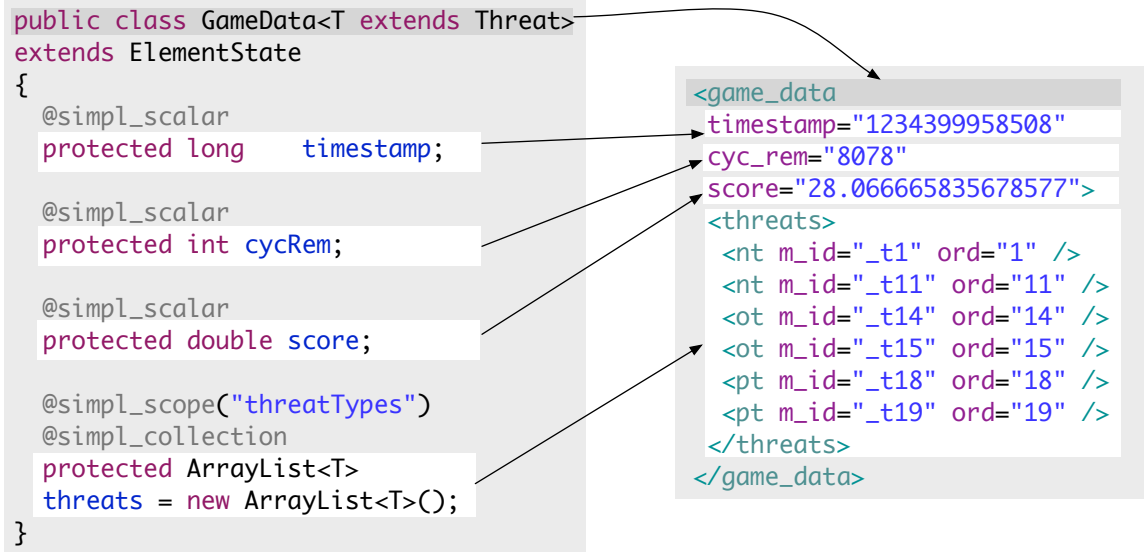 public class GameData<T extends Threat>
extends ElementState
{
@simpl_scalar
protected long timestamp;
@simpl_scalar
protected int cycRem;
@simpl_scalar
protected double score;
@simpl_scope("threatTypes")
@simpl_collection
protected ArrayList<T>
threats = new ArrayList<T>();
}
<game_data
timestamp="1234399958508"
cyc_rem="8078"
score="28.066665835678577">
<threats>
<nt m_id="_t1" ord="1" />
<nt m_id="_t11" ord="11" />
<ot m_id="_t14" ord="14" />
<ot m_id="_t15" ord="15" />
<pt m_id="_t18" ord="18" />
<pt m_id="_t19" ord="19" />
</threats>
</game_data>